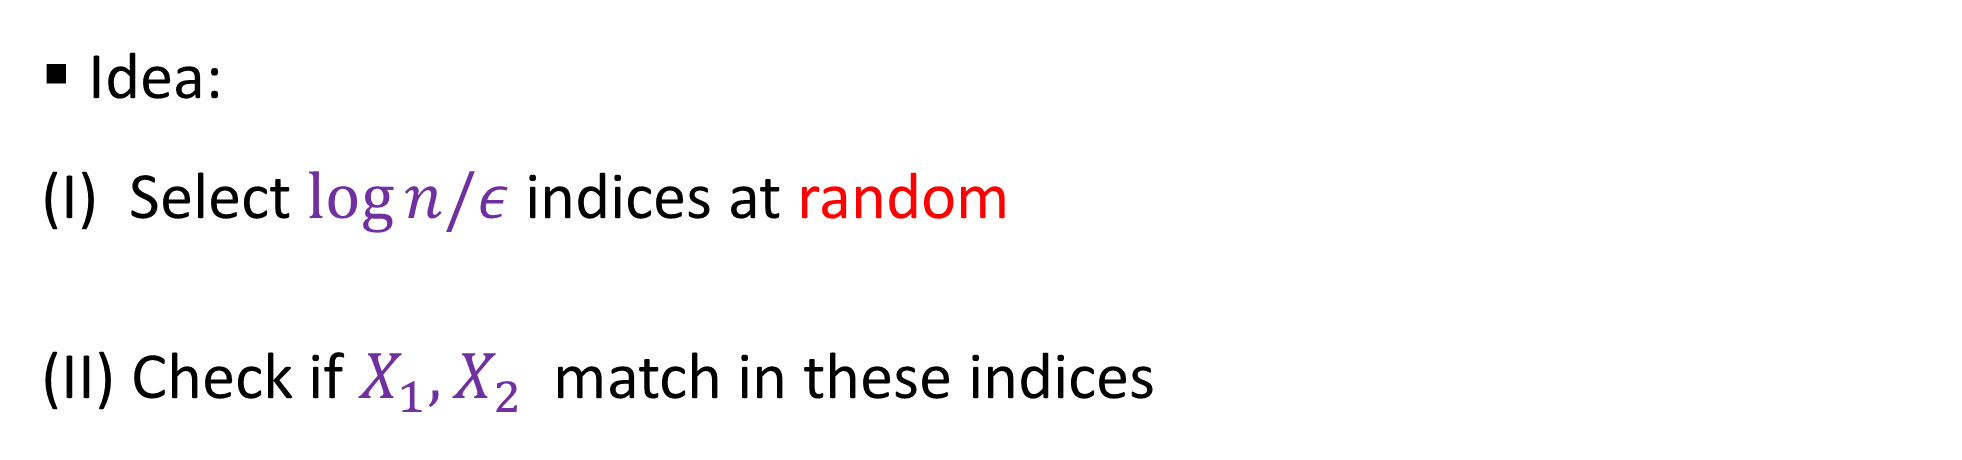 ▪ Idea:
(I) Select log n/ϵ indices at random
(II) Check if X₁, X₂ match in these indices